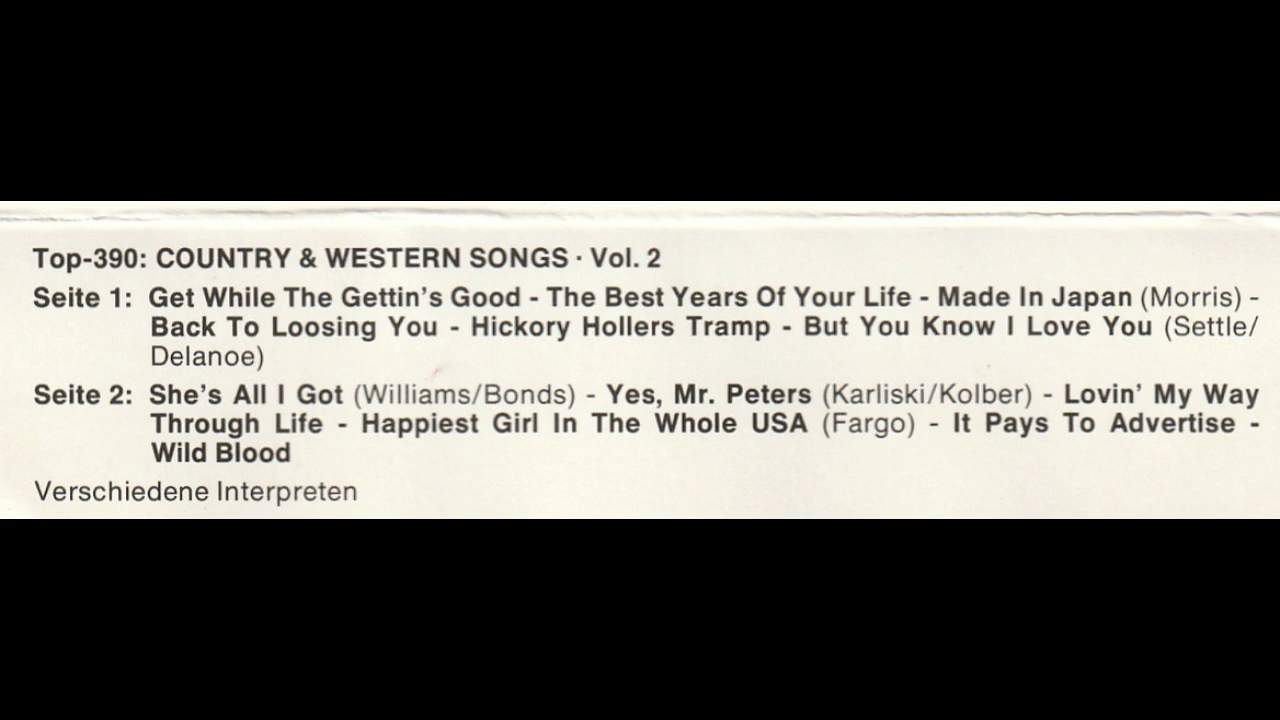 Top-390: COUNTRY & WESTERN SONGS · Vol. 2
Seite 1: Get While The Gettin's Good - The Best Years Of Your Life - Made In Japan (Morris) -
Back To Loosing You - Hickory Hollers Tramp - But You Know I Love You (Settle/
Delanoe)
Seite 2: She's All I Got (Williams/Bonds) - Yes, Mr. Peters (Karliski/Kolber) - Lovin' My Way
Through Life - Happiest Girl In The Whole USA (Fargo) - It Pays To Advertise -
Wild Blood
Verschiedene Interpreten